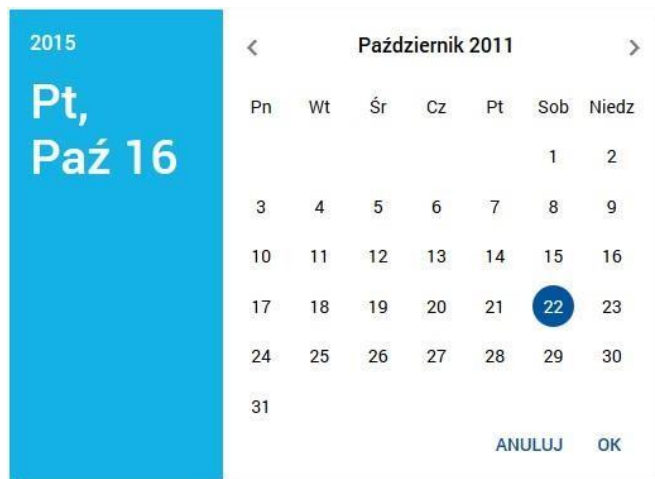 2015
Pt,
Paź 16
Październik 2011
Pn Wt Śr Cz Pt Sob Niedz
1 2
3 4 5 6 7 8 9
10 11 12 13 14 15 16
17 18 19 20 21 22 23
24 25 26 27 28 29 30
31
ANULUJ OK